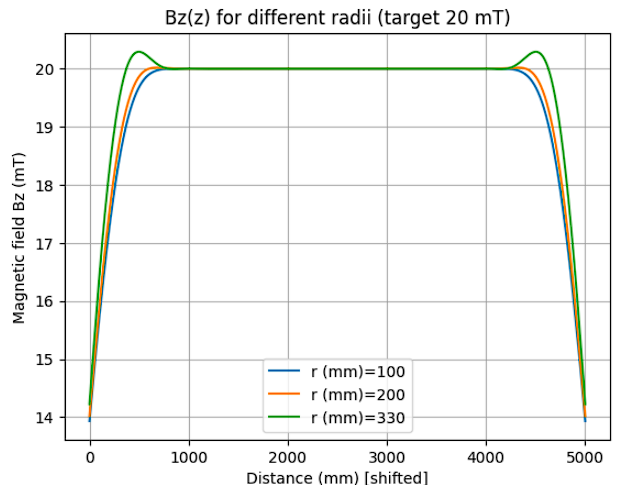 Bz(z) for different radii (target 20 mT)
Magnetic field Bz (mT)
20
19
18
17
16
15
14
r (mm)=100
r (mm)=200
r (mm)=330
0 1000 2000 3000 4000 5000
Distance (mm) [shifted]